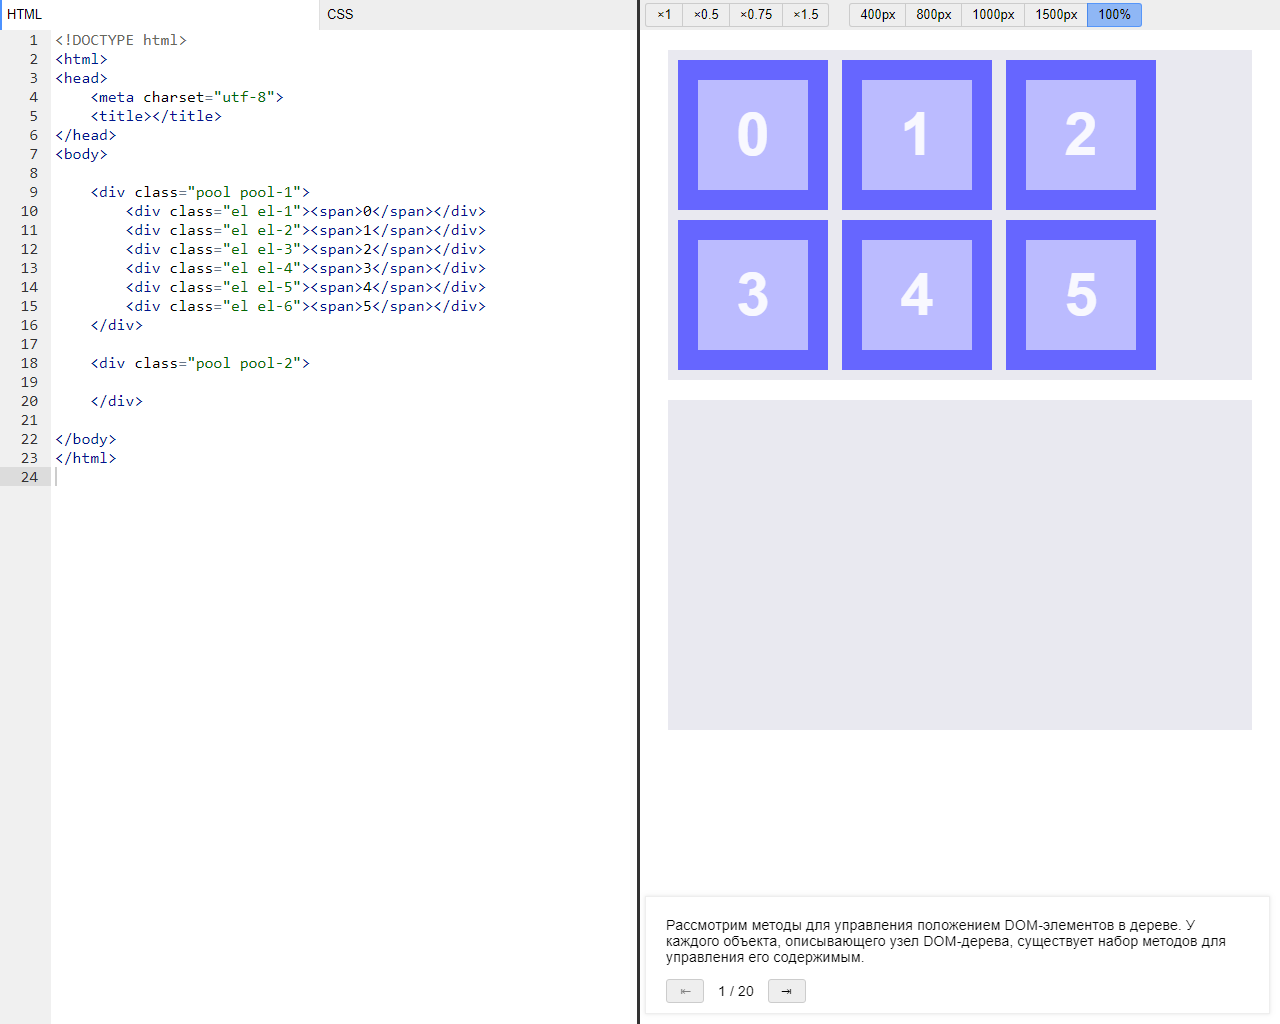 HTML
CSS
×1 ×0.5 ×0.75 ×1.5 400px 800px 1000px 1500px 100%
1 <!DOCTYPE html>
2 <html>
3 <head>
4     <meta charset="utf-8">
5     <title></title>
6 </head>
7 <body>
8
9     <div class="pool pool-1">
10         <div class="el el-1"><span>0</span></div>
11         <div class="el el-2"><span>1</span></div>
12         <div class="el el-3"><span>2</span></div>
13         <div class="el el-4"><span>3</span></div>
14         <div class="el el-5"><span>4</span></div>
15         <div class="el el-6"><span>5</span></div>
16     </div>
17
18     <div class="pool pool-2">
19
20     </div>
21
22 </body>
23 </html>
24
0 1 2
3 4 5
Рассмотрим методы для управления положением DOM-элементов в дереве. У
каждого объекта, описывающего узел DOM-дерева, существует набор методов для
управления его содержимым.
⇤ 1 / 20 ⇥